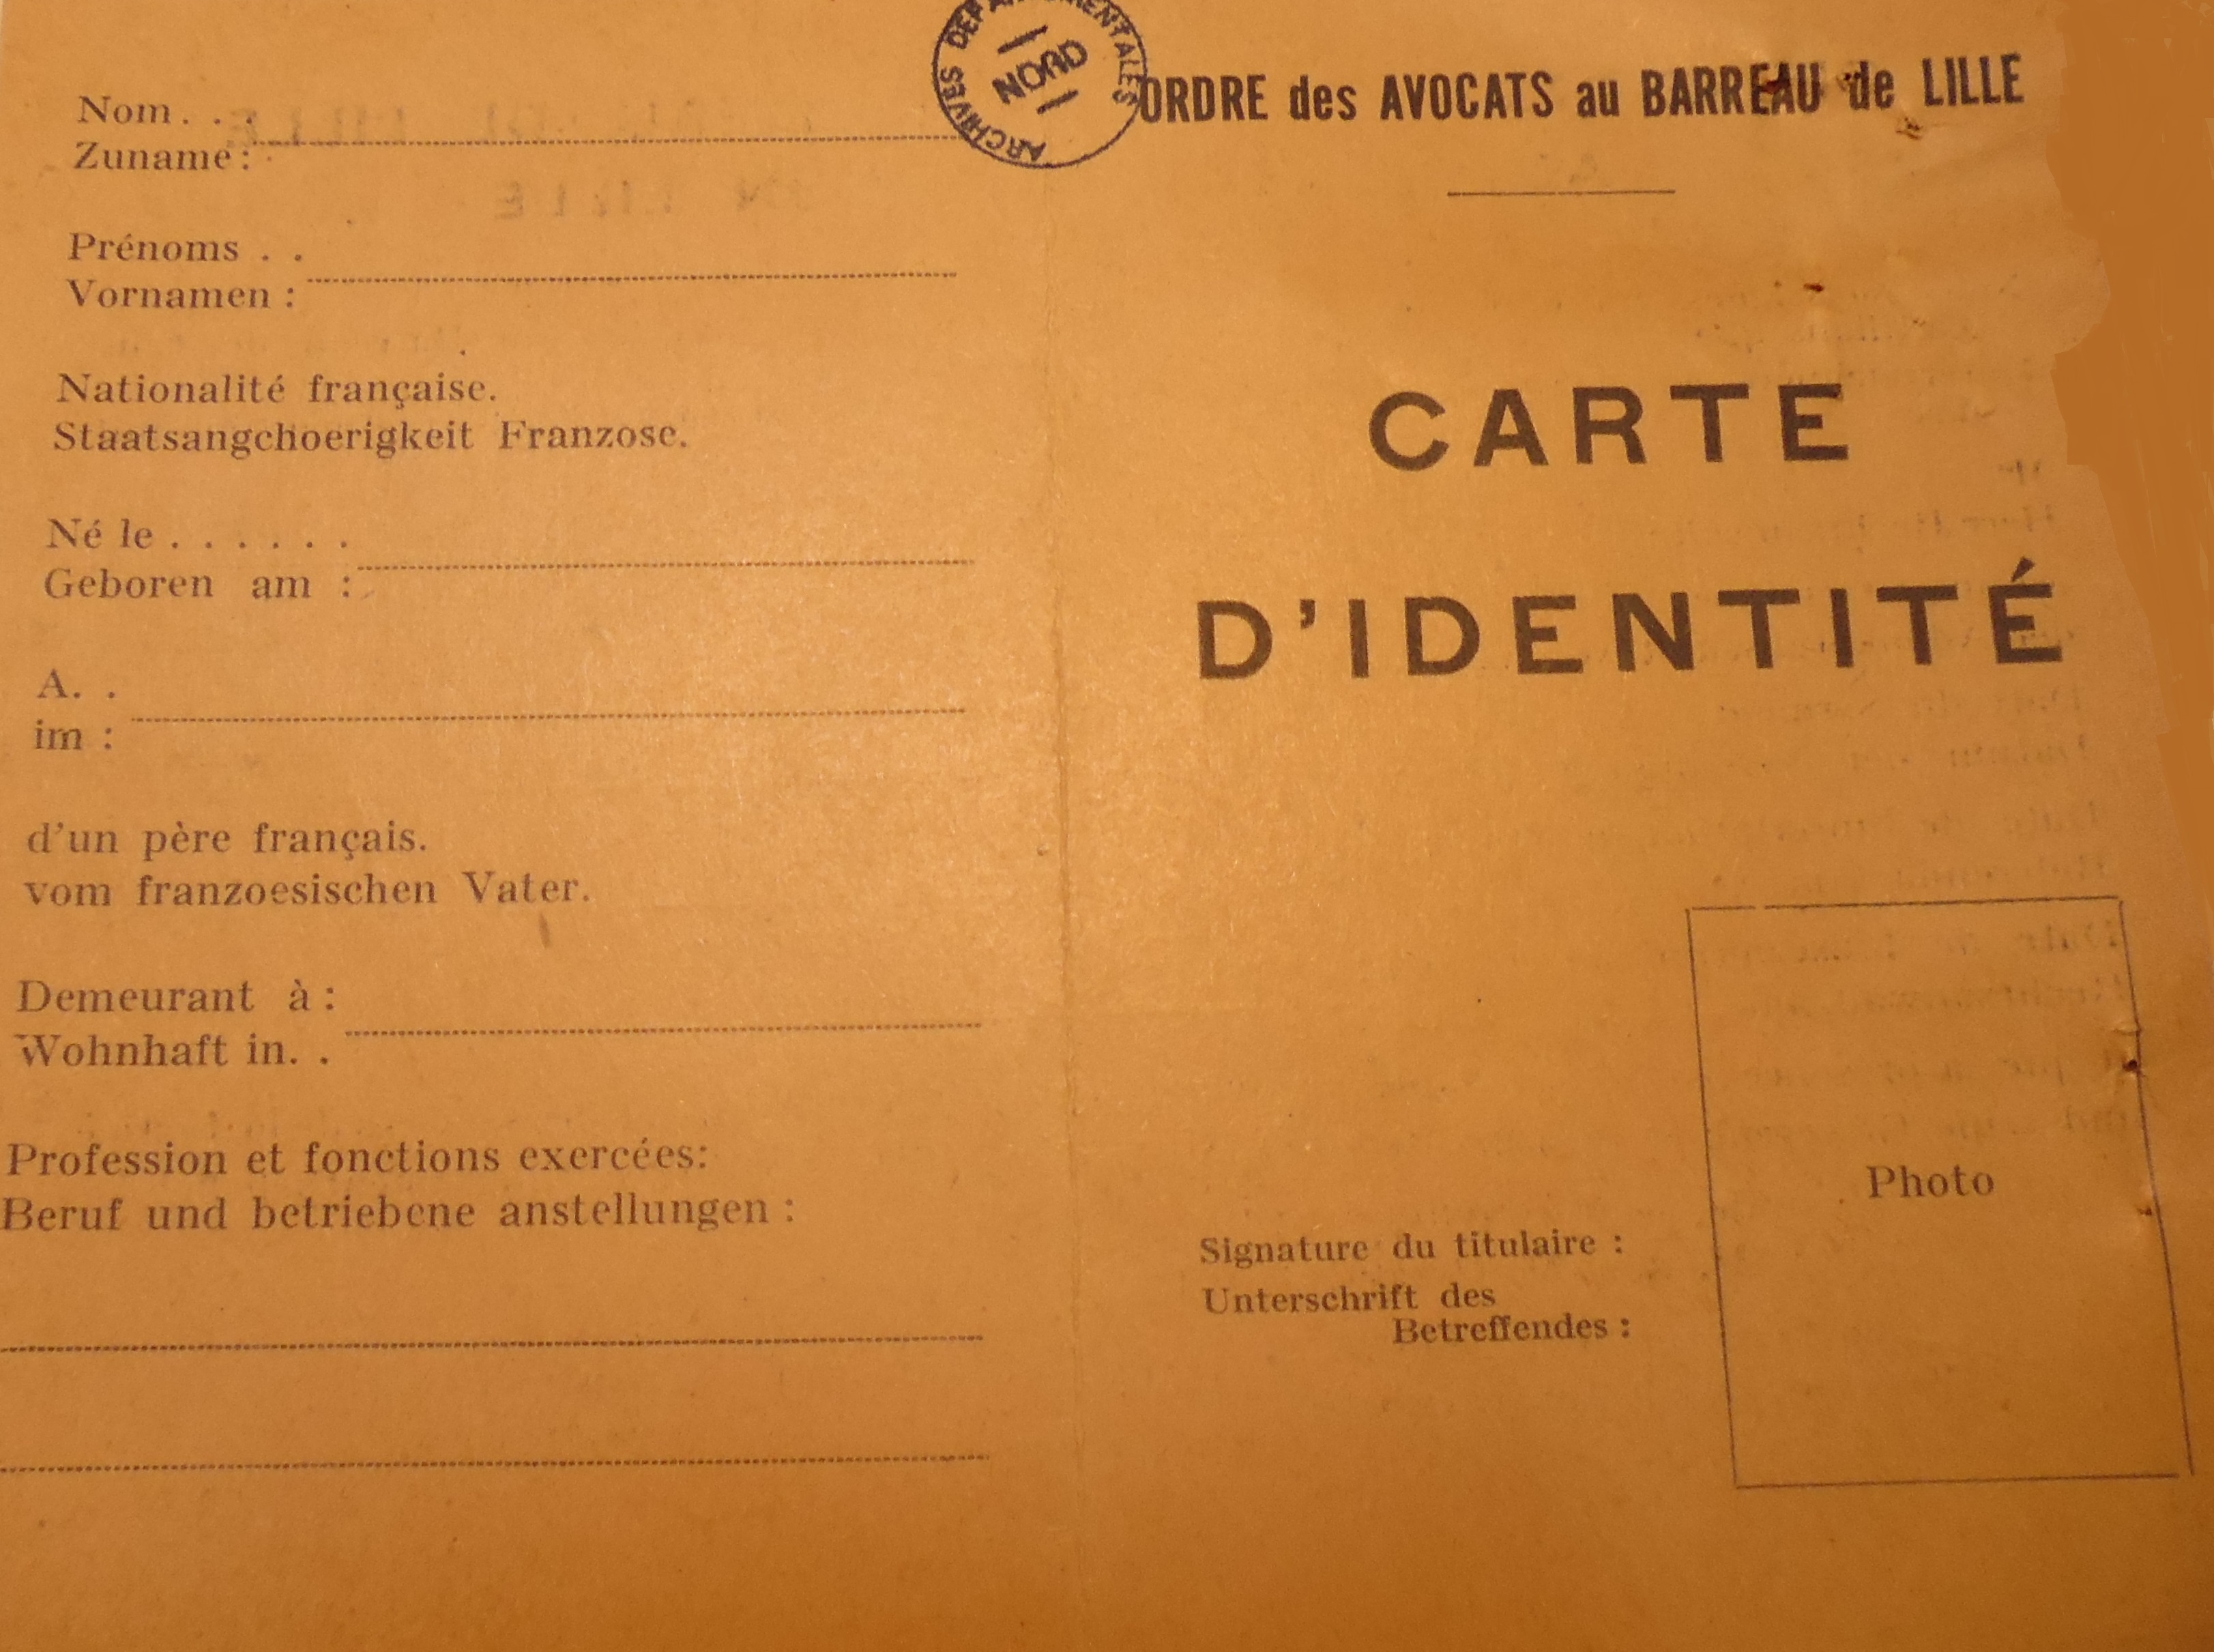 Nom. . .
Zuname:
Prénoms . .
Vornamen :
Nationalité française.
Staatsangehoerigkeit Franzose.
Né le . . . . . .
Geboren am :
A. .
im :
d'un père français.
vom franzoesischen Vater.
Demeurant à :
Wohnhaft in. .
Profession et fonctions exercées:
Beruf und betriebene anstellungen :
ARCHIVES DÉPARTEMENTALES
NORD
ORDRE des AVOCATS au BARREAU de LILLE
CARTE
D'IDENTITÉ
Photo
Signature du titulaire :
Unterschrift des
Betreffendes :